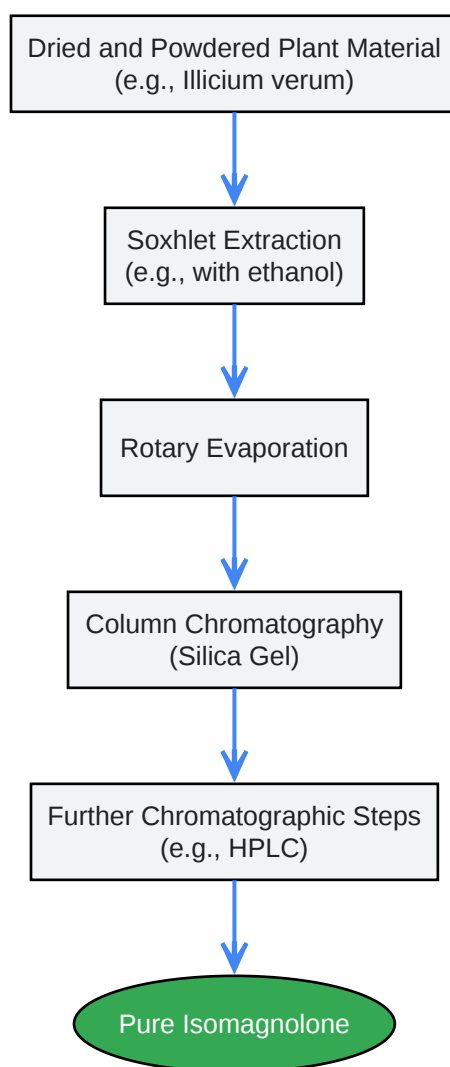 Dried and Powdered Plant Material
(e.g., Illicium verum)
Soxhlet Extraction
(e.g., with ethanol)
Rotary Evaporation
Column Chromatography
(Silica Gel)
Further Chromatographic Steps
(e.g., HPLC)
Pure Isomagnolone